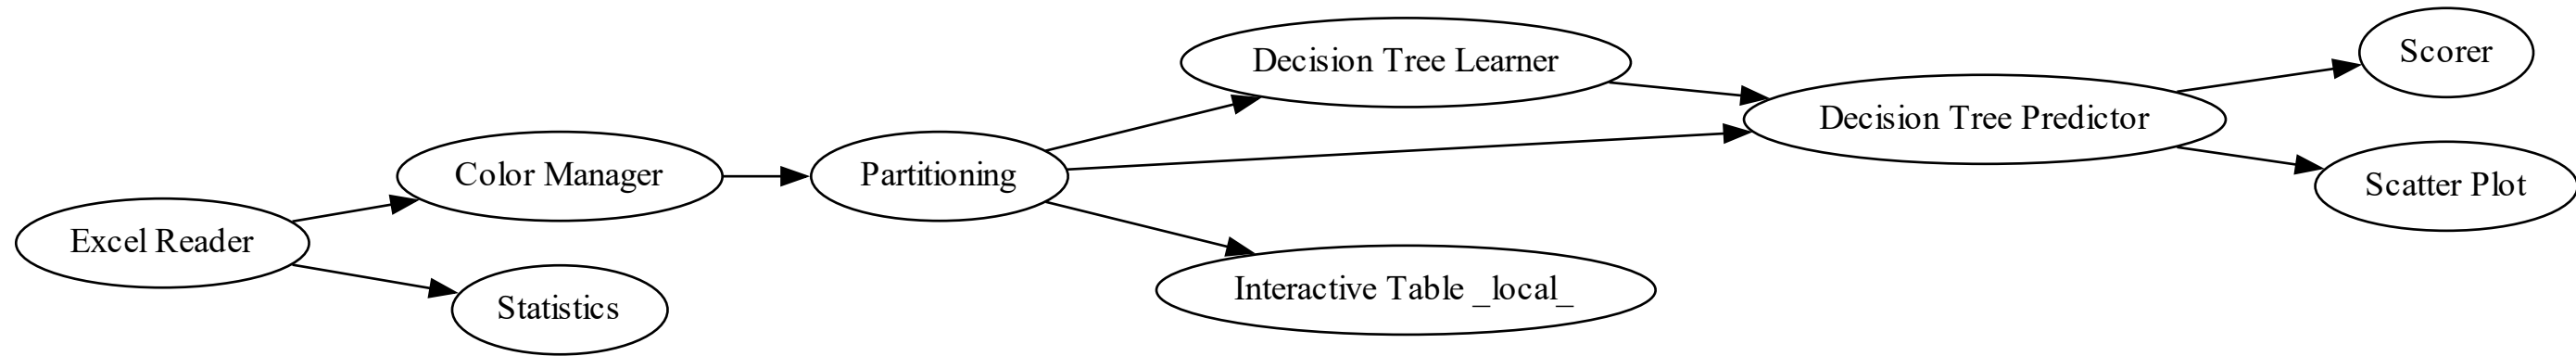 Excel Reader
Color Manager
Statistics
Partitioning
Decision Tree Learner
Interactive Table _local_
Decision Tree Predictor
Scorer
Scatter Plot